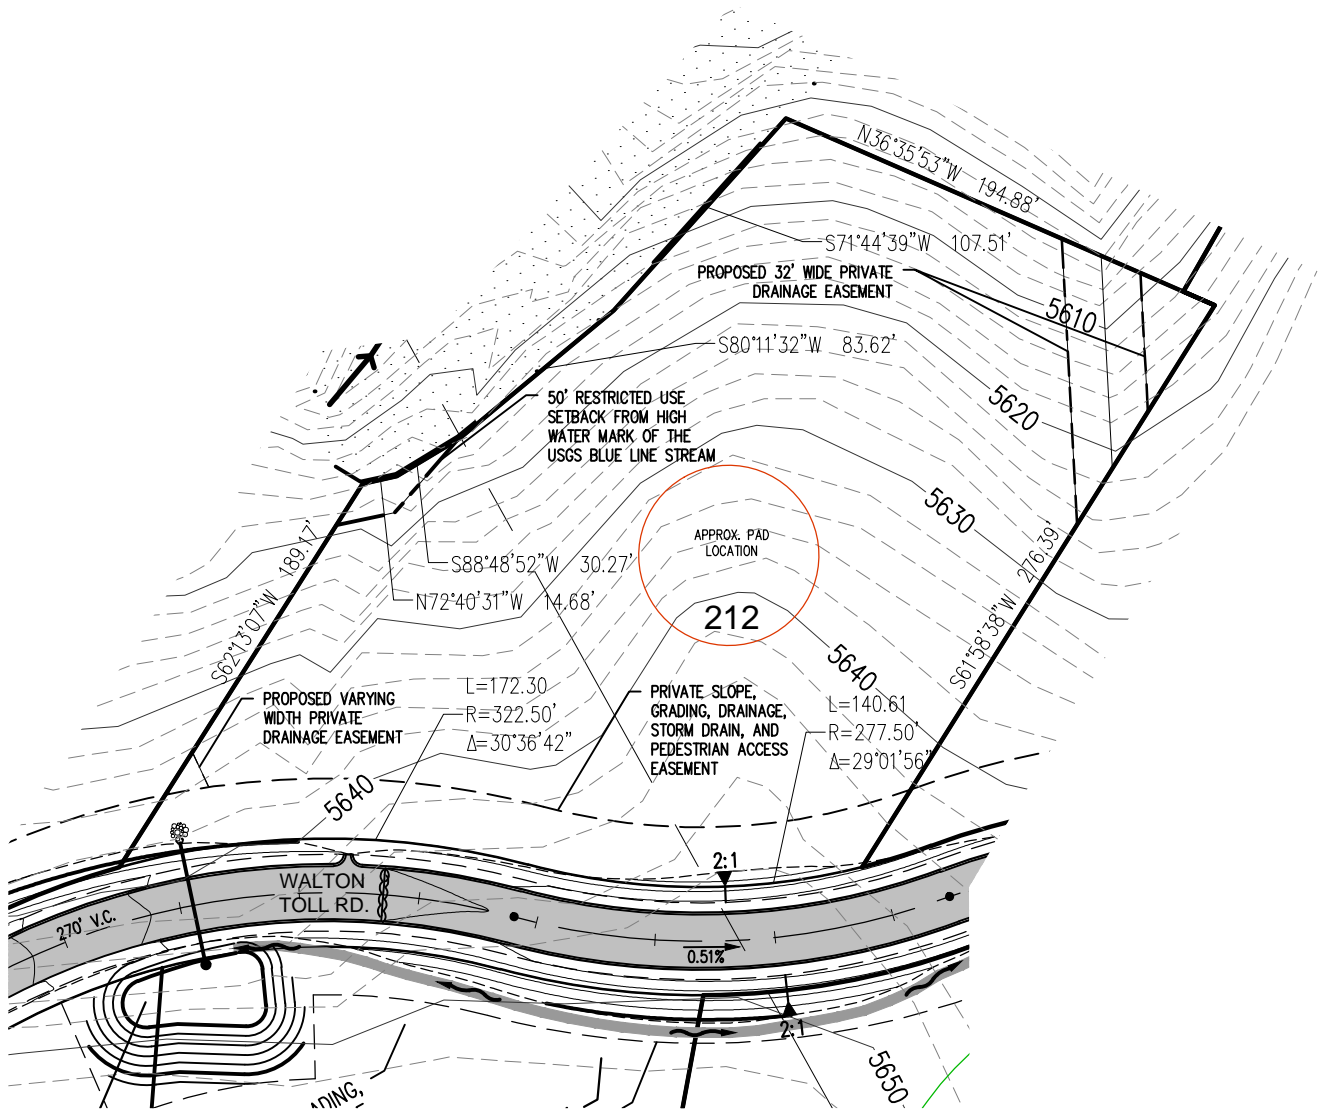 N36°35'53"W 194.88'
S71°44'39"W 107.51'
PROPOSED 32' WIDE PRIVATE
DRAINAGE EASEMENT
5610
S80°11'32"W 83.62'
5620
50' RESTRICTED USE
SETBACK FROM HIGH
WATER MARK OF THE
USGS BLUE LINE STREAM
5630
APPROX. PAD
LOCATION
212
S88°48'52"W 30.27'
N72°40'31"W 14.68'
S62°13'07"W 189.17'
S61°58'38"W 276.39'
5640
PROPOSED VARYING
WIDTH PRIVATE
DRAINAGE EASEMENT
L=172.30
R=322.50'
Δ=30°36'42"
PRIVATE SLOPE,
GRADING, DRAINAGE,
STORM DRAIN, AND
PEDESTRIAN ACCESS
EASEMENT
L=140.61
R=277.50'
Δ=29°01'56"
5640
2:1
WALTON
TOLL RD.
270' V.C.
0.51%
2:1
5650
ADING,